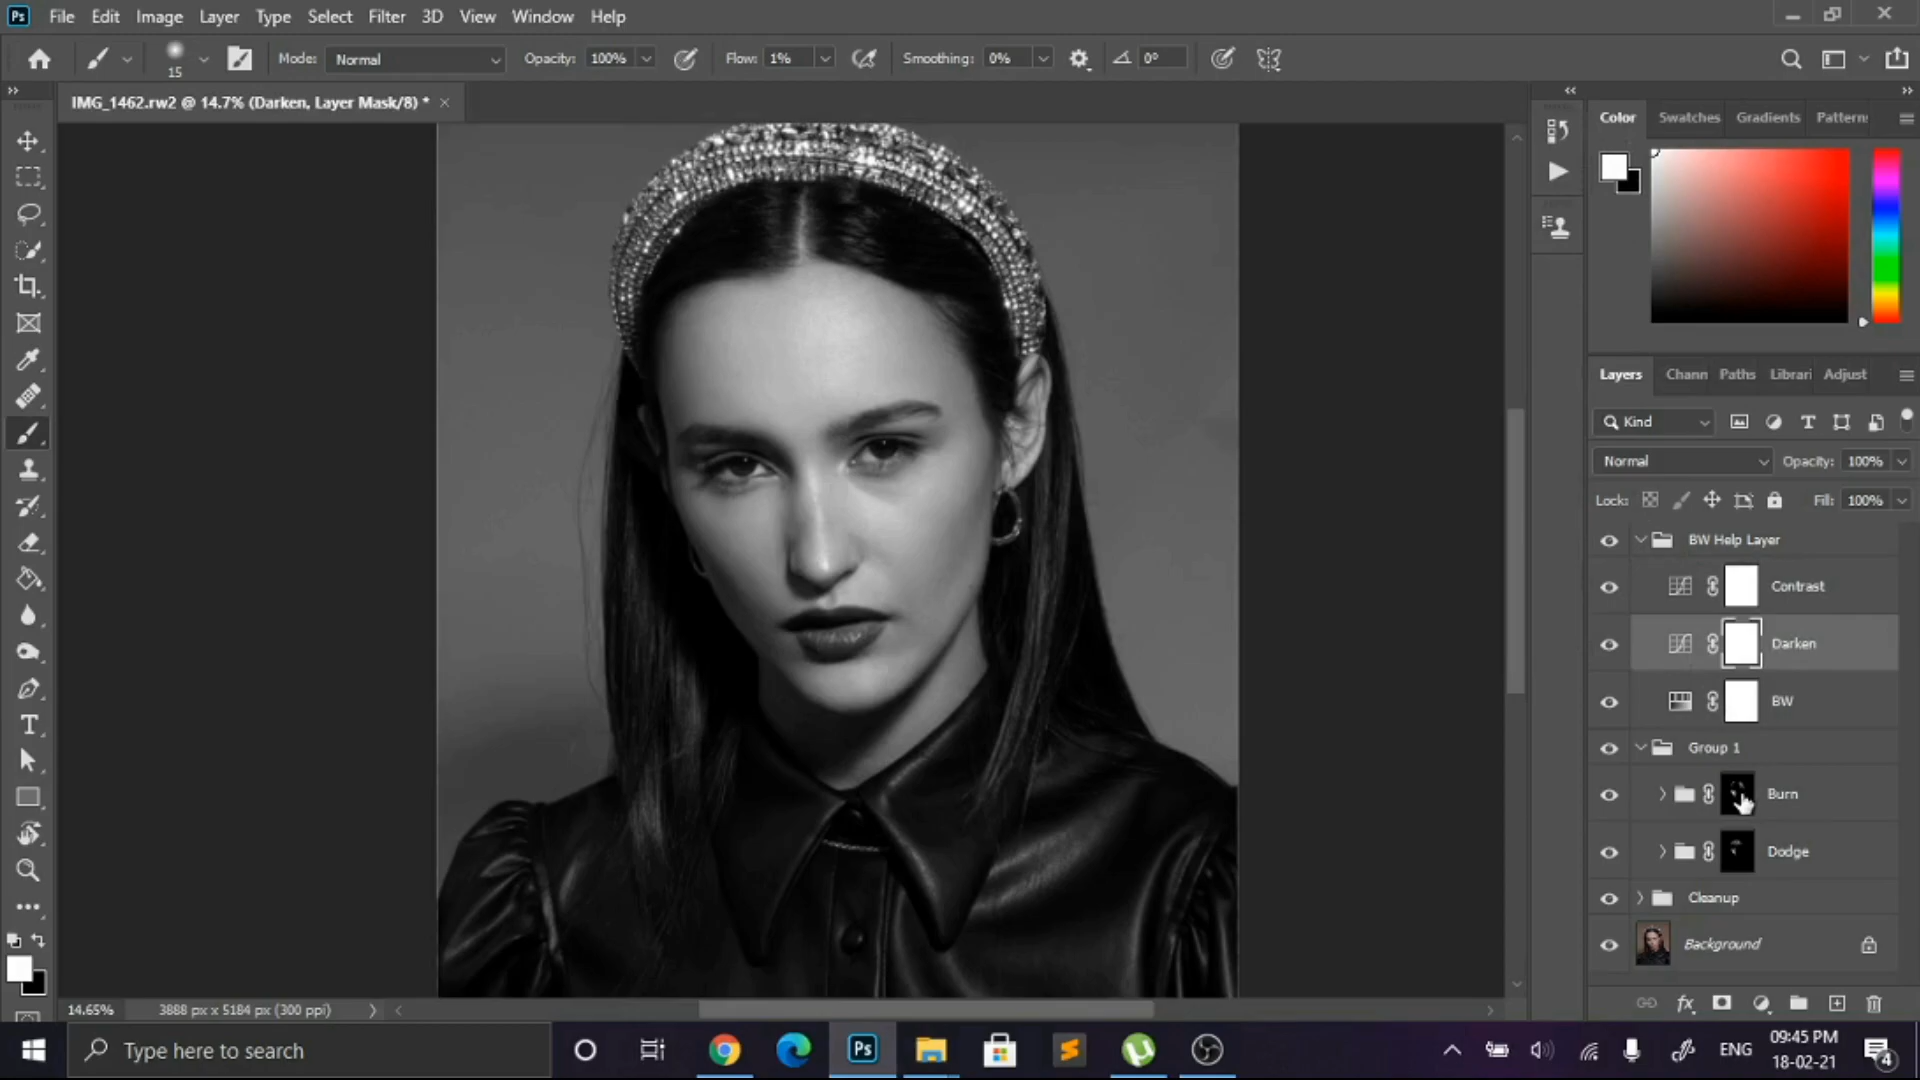 Ps File Edit Image Layer Type Select Filter 3D View Window Help
15 Mode: Normal Opacity: 100% Flow: 1% Smoothing: 0% 0°
IMG_1462.rw2 @ 14.7% (Darken, Layer Mask/8) *
Color Swatches Gradients Patterns
Layers Chann Paths Librari Adjust
Kind
Normal Opacity: 100%
Lock: Fill: 100%
BW Help Layer
Contrast
Darken
BW
Group 1
Burn
Dodge
Cleanup
Background
14.65% 3888 px x 5184 px (300 ppi)
Type here to search
Ps
ENG
09:45 PM
18-02-21
4